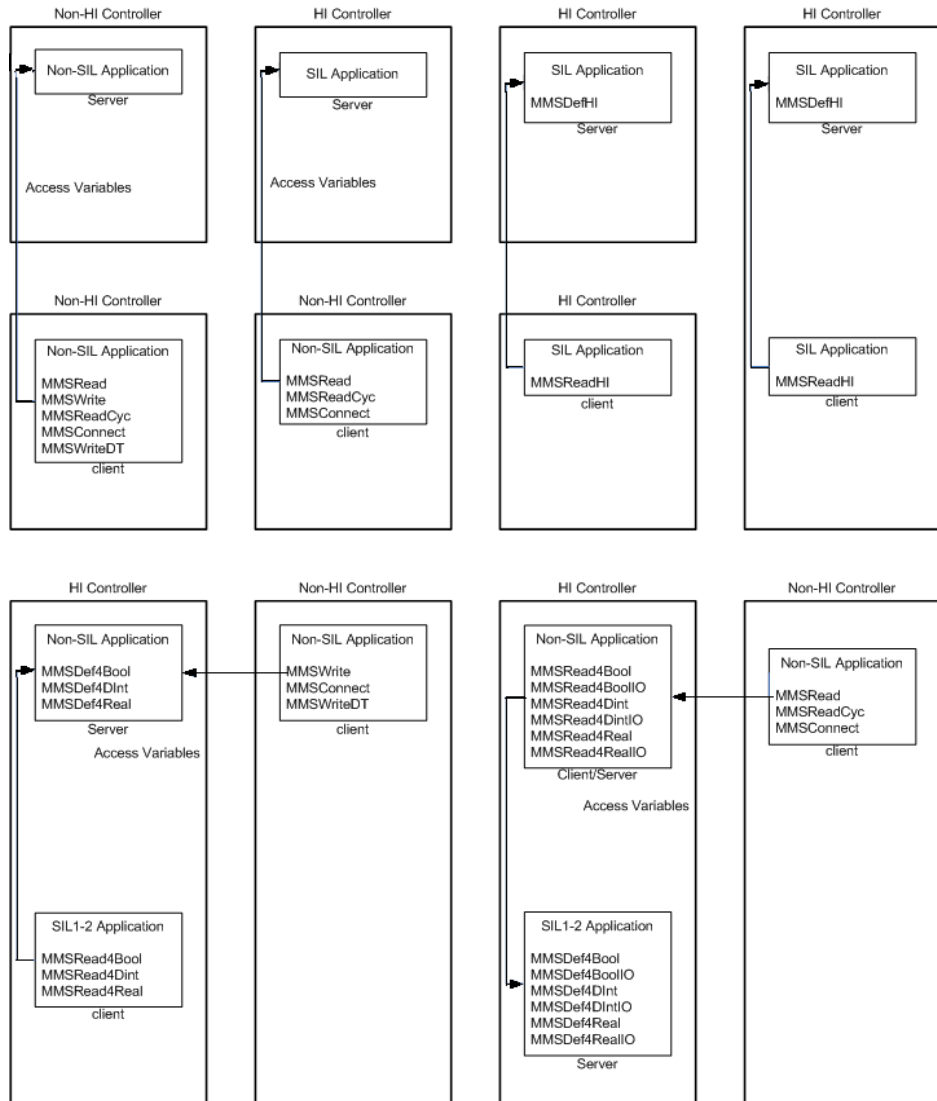 Non-HI Controller
Non-SIL Application
Server
Access Variables
Non-HI Controller
Non-SIL Application
MMSRead
MMSWrite
MMSReadCyc
MMSConnect
MMSWriteDT
client
HI Controller
SIL Application
Server
Access Variables
Non-HI Controller
Non-SIL Application
MMSRead
MMSReadCyc
MMSConnect
client
HI Controller
SIL Application
MMSDefHI
Server
HI Controller
SIL Application
MMSReadHI
client
HI Controller
SIL Application
MMSDefHI
Server
SIL Application
MMSReadHI
client
HI Controller
Non-SIL Application
MMSDef4Bool
MMSDef4DInt
MMSDef4Real
Server
Access Variables
SIL1-2 Application
MMSRead4Bool
MMSRead4Dint
MMSRead4Real
client
Non-HI Controller
Non-SIL Application
MMSWrite
MMSConnect
MMSWriteDT
client
HI Controller
Non-SIL Application
MMSRead4Bool
MMSRead4BoolIO
MMSRead4Dint
MMSRead4DintIO
MMSRead4Real
MMSRead4RealIO
Client/Server
Access Variables
SIL1-2 Application
MMSDef4Bool
MMSDef4BoolIO
MMSDef4DInt
MMSDef4DIntIO
MMSDef4Real
MMSDef4RealIO
Server
Non-HI Controller
Non-SIL Application
MMSRead
MMSReadCyc
MMSConnect
client